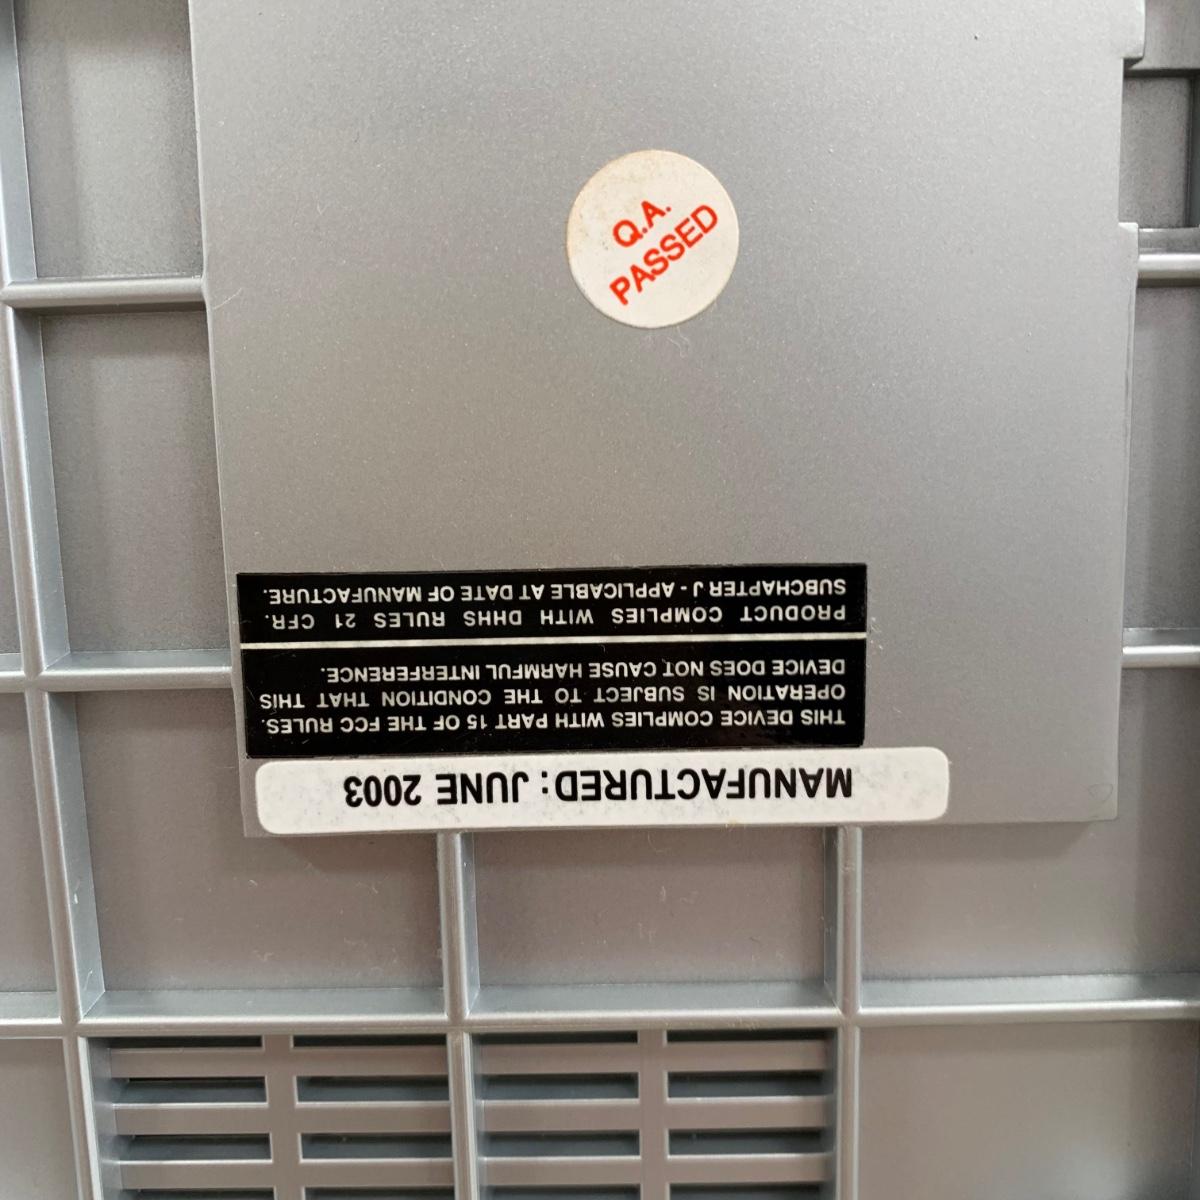 Q.A.
PASSED
MANUFACTURED: JUNE 2003
THIS DEVICE COMPLIES WITH PART 15 OF THE FCC RULES.
OPERATION IS SUBJECT TO THE CONDITION THAT THIS
DEVICE DOES NOT CAUSE HARMFUL INTERFERENCE.
PRODUCT COMPLIES WITH DHHS RULES 21 CFR.
SUBCHAPTER J - APPLICABLE AT DATE OF MANUFACTURE.